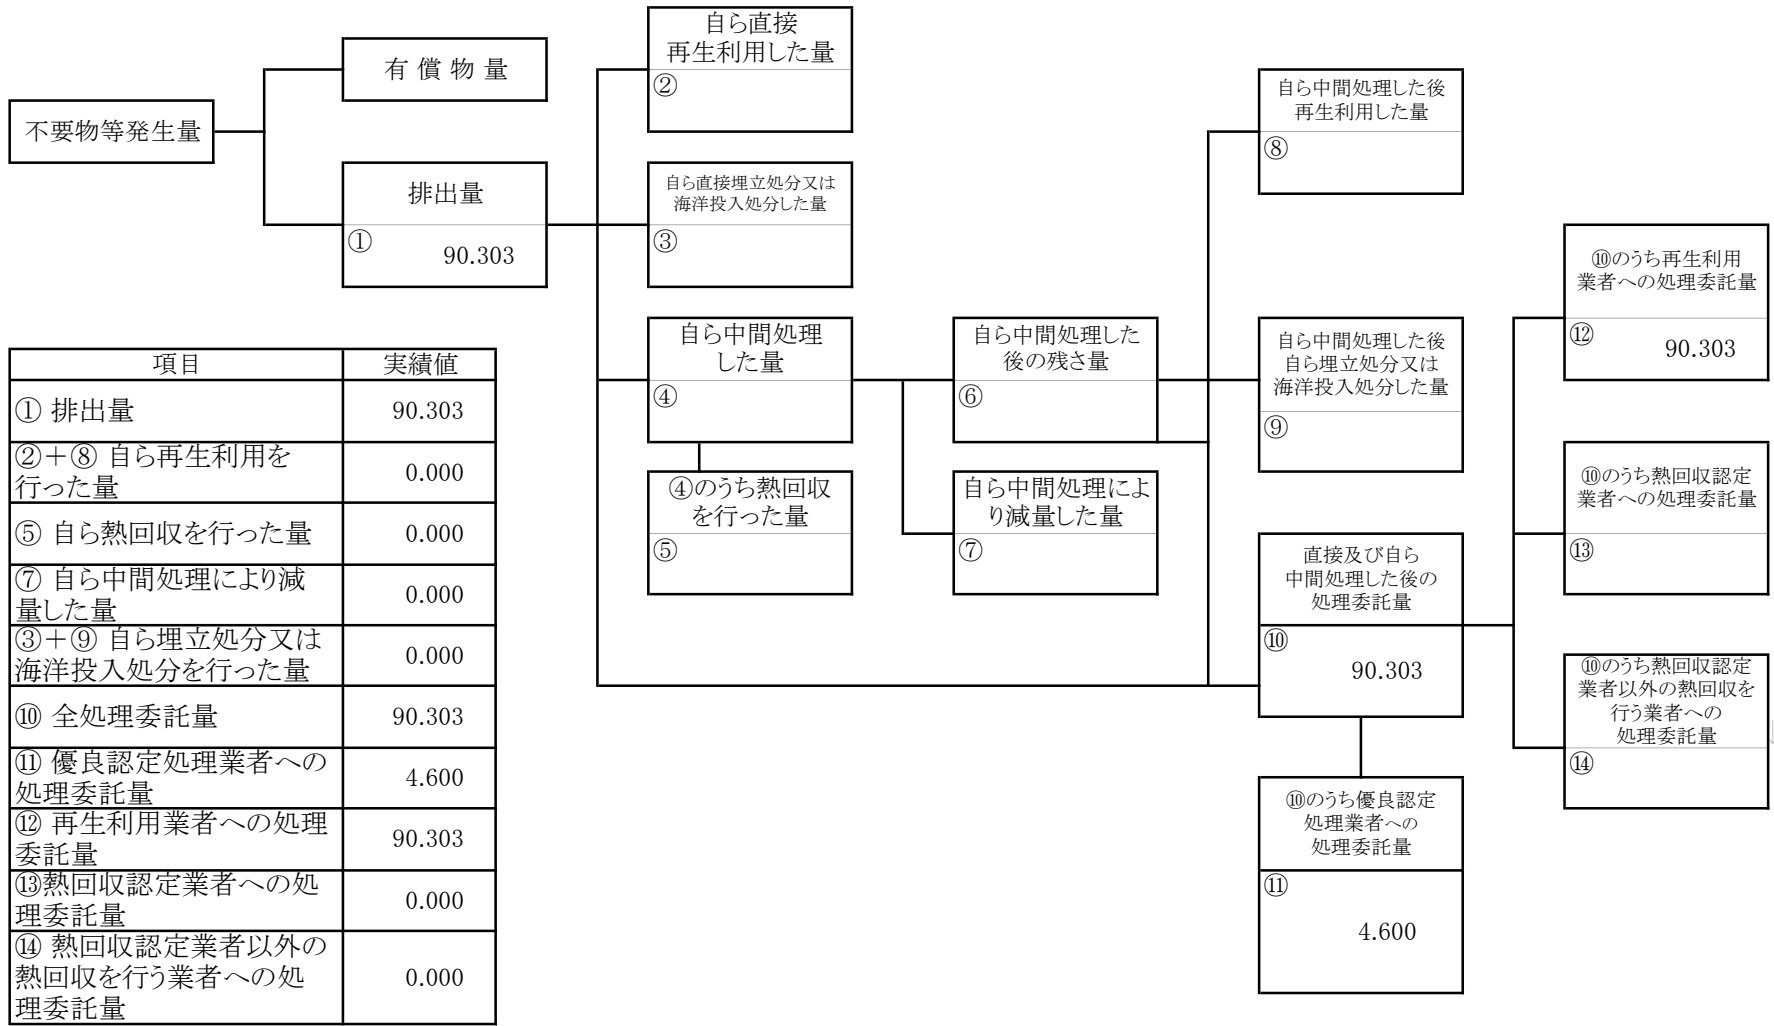 不要物等発生量
有 償 物 量
排出量
①
90.303
自ら直接
再生利用した量
②
自ら直接埋立処分又は
海洋投入処分した量
③
自ら中間処理
した量
④
④のうち熱回収
を行った量
⑤
自ら中間処理した
後の残さ量
⑥
自ら中間処理によ
り減量した量
⑦
自ら中間処理した後
再生利用した量
⑧
自ら中間処理した後
自ら埋立処分又は
海洋投入処分した量
⑨
直接及び自ら
中間処理した後の
処理委託量
⑩
90.303
⑩のうち優良認定
処理業者への
処理委託量
⑪
4.600
⑩のうち再生利用
業者への処理委託量
⑫
90.303
⑩のうち熱回収認定
業者への処理委託量
⑬
⑩のうち熱回収認定
業者以外の熱回収を
行う業者への
処理委託量
⑭
項目 実績値
① 排出量 90.303
②＋⑧ 自ら再生利用を
行った量 0.000
⑤ 自ら熱回収を行った量 0.000
⑦ 自ら中間処理により減
量した量 0.000
③＋⑨ 自ら埋立処分又は
海洋投入処分を行った量 0.000
⑩ 全処理委託量 90.303
⑪ 優良認定処理業者への
処理委託量 4.600
⑫ 再生利用業者への処理
委託量 90.303
⑬熱回収認定業者への処
理委託量 0.000
⑭ 熱回収認定業者以外の
熱回収を行う業者への処
理委託量 0.000